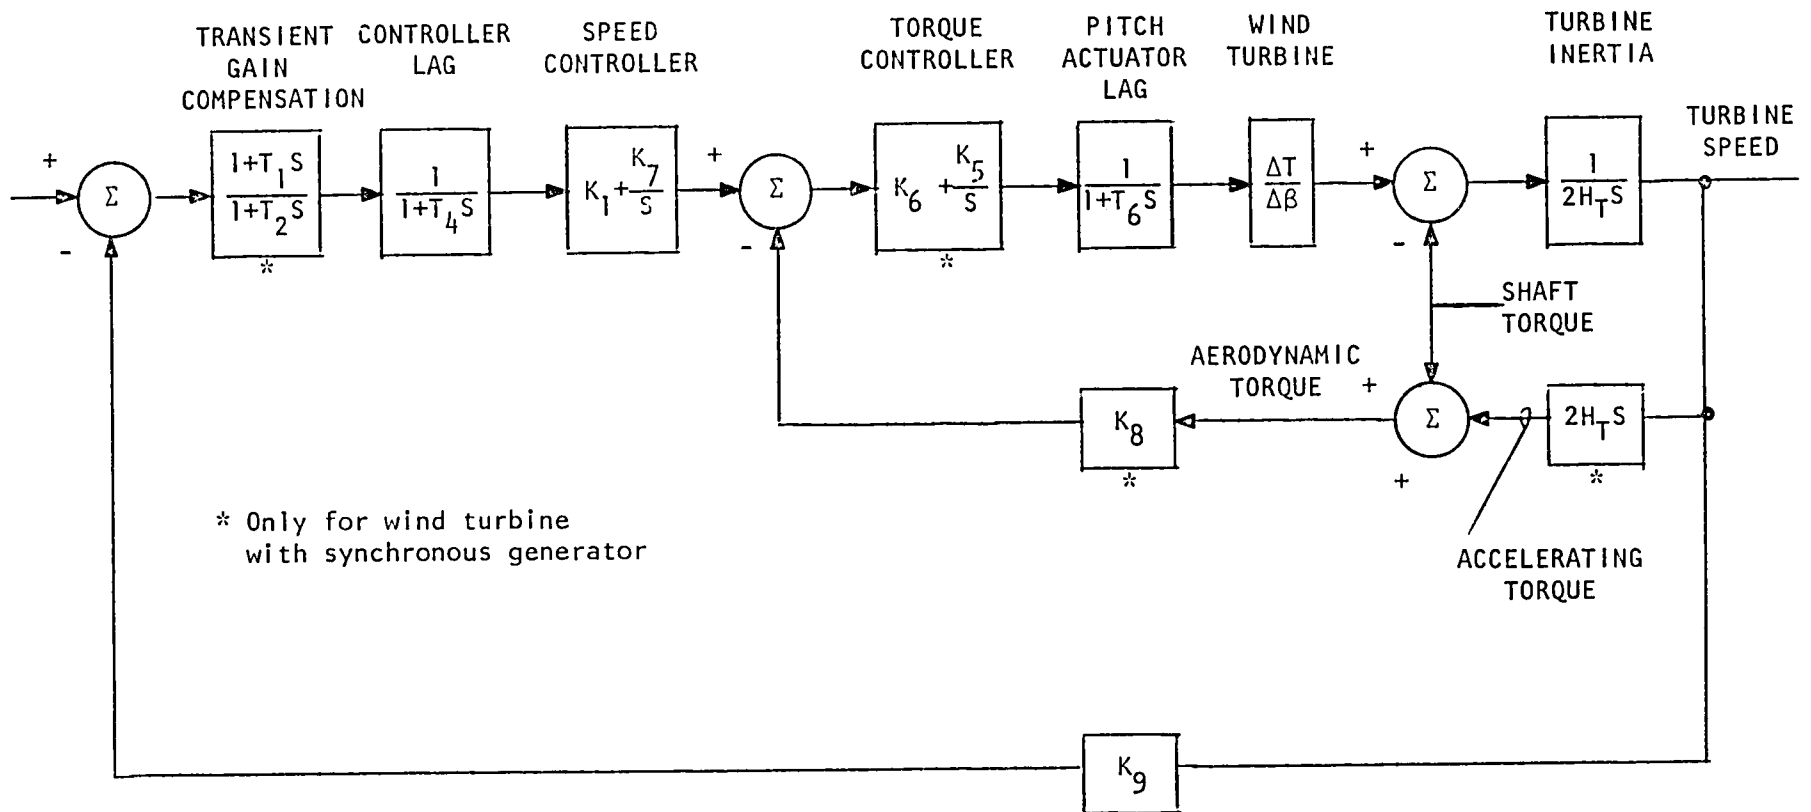 TRANSIENT
GAIN
COMPENSATION
CONTROLLER
LAG
SPEED
CONTROLLER
TORQUE
CONTROLLER
PITCH
ACTUATOR
LAG
WIND
TURBINE
TURBINE
INERTIA
TURBINE
SPEED
+
Σ
-
1+T₁S
1+T₂S
*
1
1+T₄S
K₁+K₇
S
+
Σ
-
K₆ +K₅
S
*
1
1+T₆S
ΔT
Δβ
+
Σ
-
1
2H_TS
SHAFT
TORQUE
AERODYNAMIC
TORQUE
+
Σ
+
2H_TS
*
K₈
*
ACCELERATING
TORQUE
* Only for wind turbine
with synchronous generator
K₉